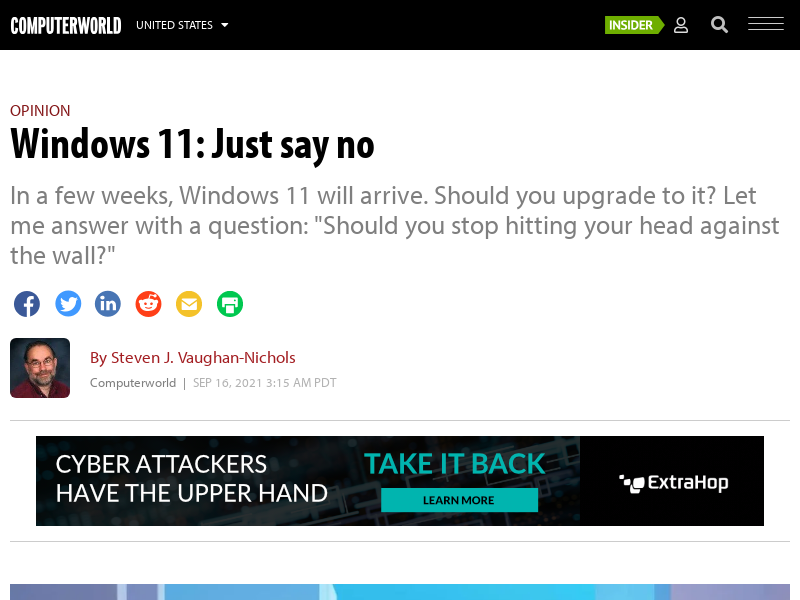 COMPUTERWORLD UNITED STATES INSIDER
OPINION
Windows 11: Just say no
In a few weeks, Windows 11 will arrive. Should you upgrade to it? Let
me answer with a question: "Should you stop hitting your head against
the wall?"
By Steven J. Vaughan-Nichols
Computerworld | SEP 16, 2021 3:15 AM PDT
CYBER ATTACKERS
HAVE THE UPPER HAND
TAKE IT BACK
LEARN MORE
ExtraHop